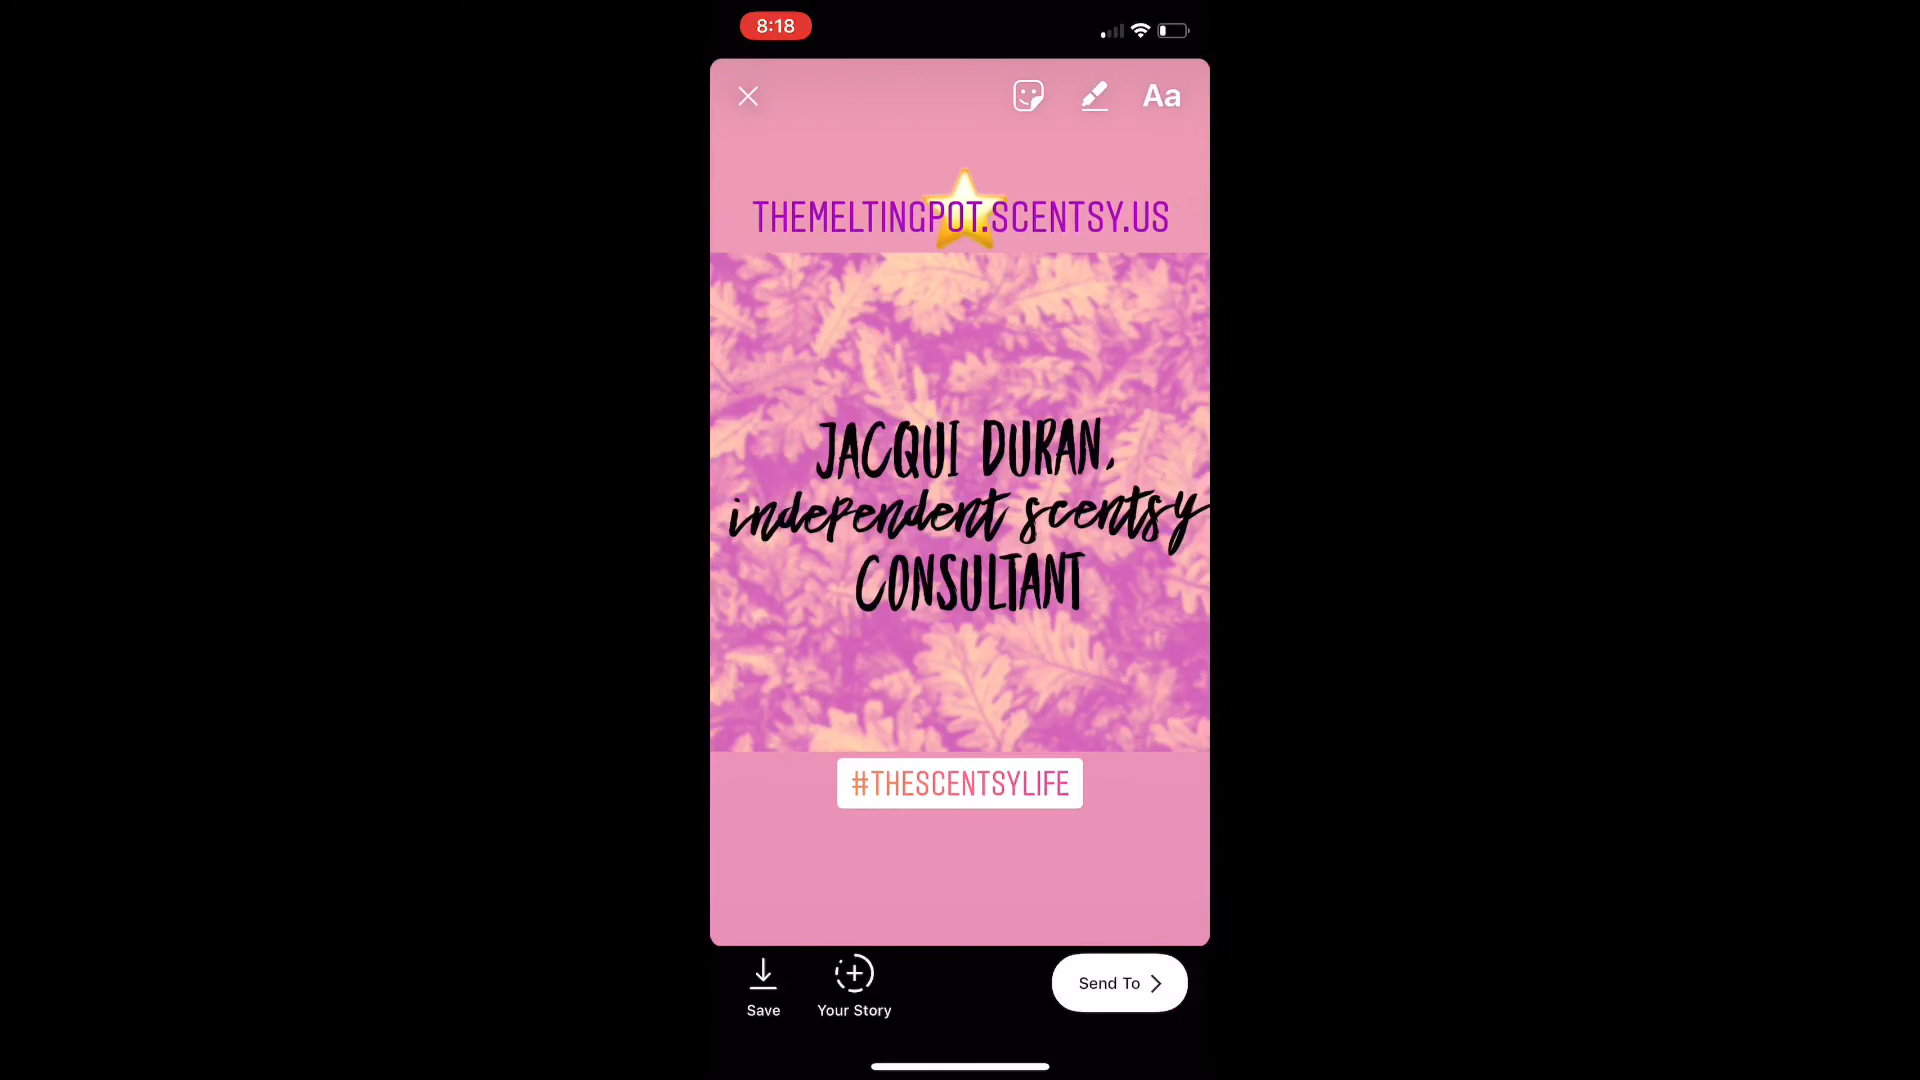 8:18
Aa
THEMELTINGPOT.SCENTSY.US
JACQUI DURAN,
independent scentsy
CONSULTANT
#THESCENTSYLIFE
Save
Your Story
Send To